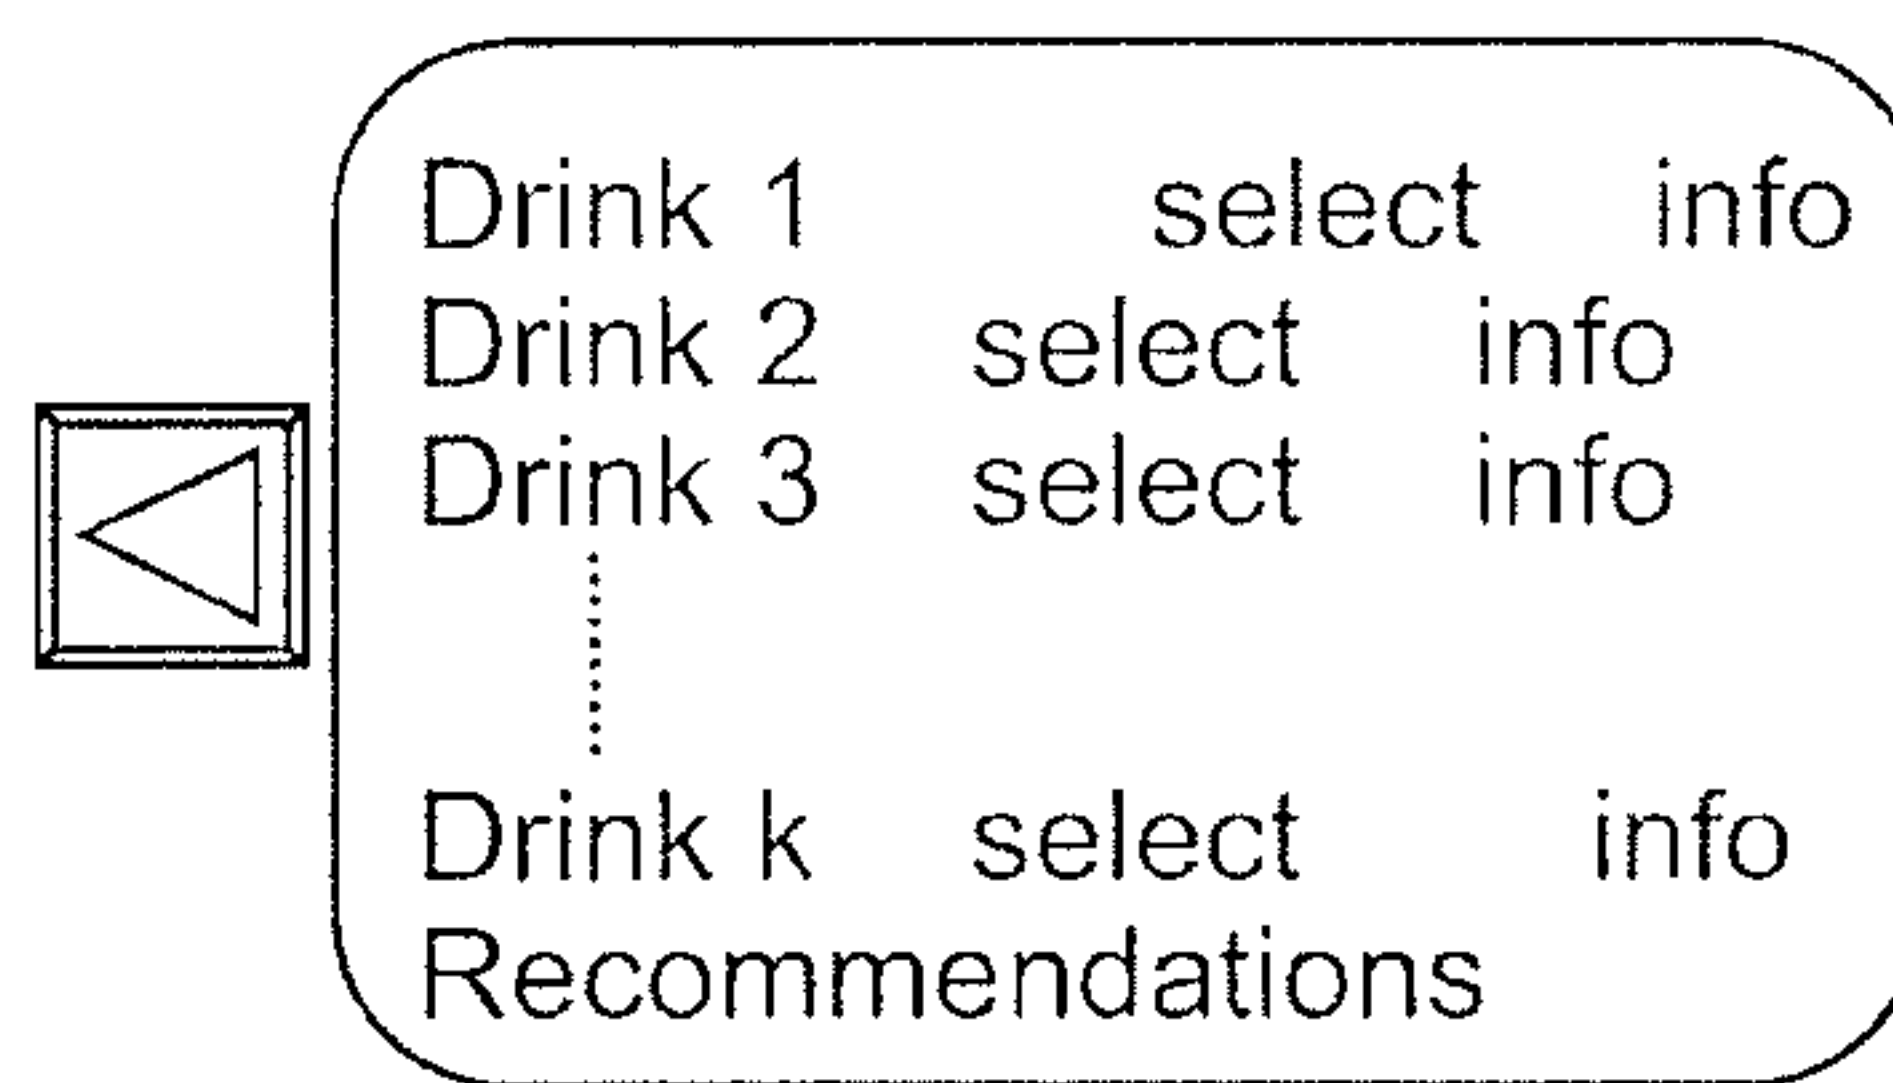 Drink 1 select info
Drink 2 select info
Drink 3 select info
Drink k select info
Recommendations